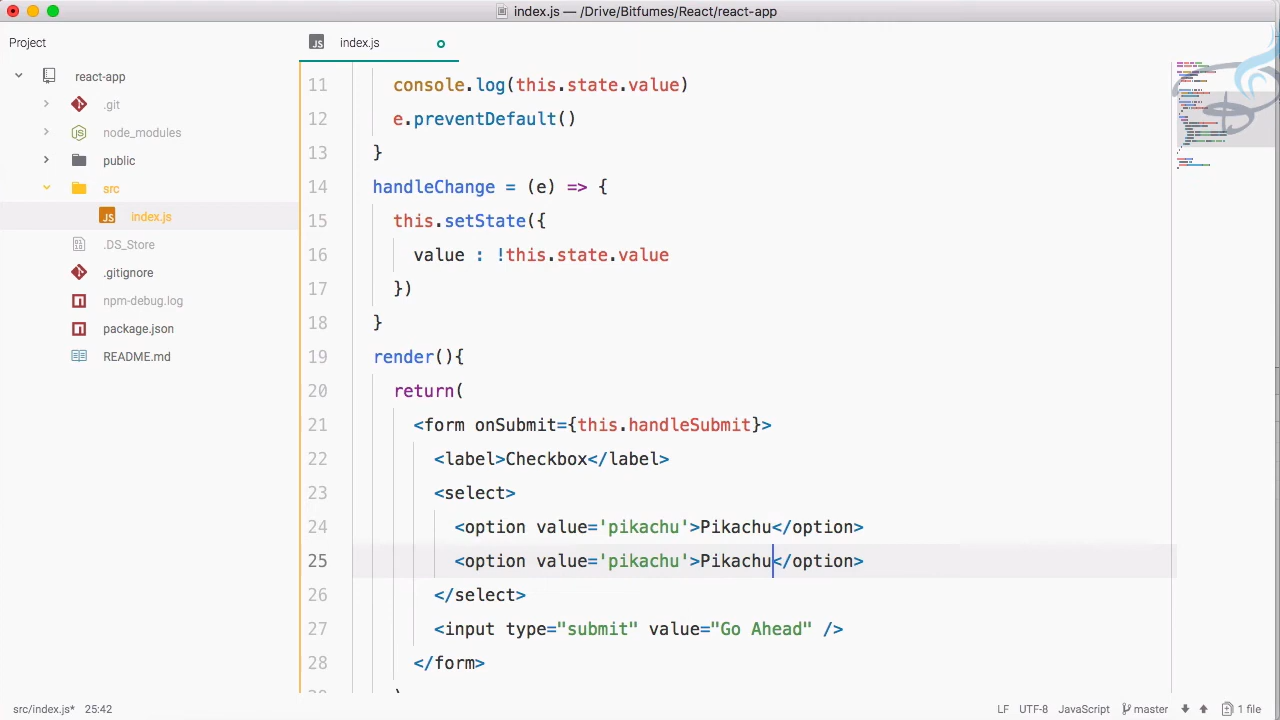 index.js — /Drive/Bitfumes/React/react-app
Project
JS index.js
react-app
.git
node_modules
public
src
JS index.js
.DS_Store
.gitignore
npm-debug.log
package.json
README.md
11 console.log(this.state.value)
12 e.preventDefault()
13 }
14 handleChange = (e) => {
15 this.setState({
16 value : !this.state.value
17 })
18 }
19 render(){
20 return(
21 <form onSubmit={this.handleSubmit}>
22 <label>Checkbox</label>
23 <select>
24 <option value='pikachu'>Pikachu</option>
25 <option value='pikachu'>Pikachu</option>
26 </select>
27 <input type="submit" value="Go Ahead" />
28 </form>
src/index.js* 25:42 LF UTF-8 JavaScript master 1 file